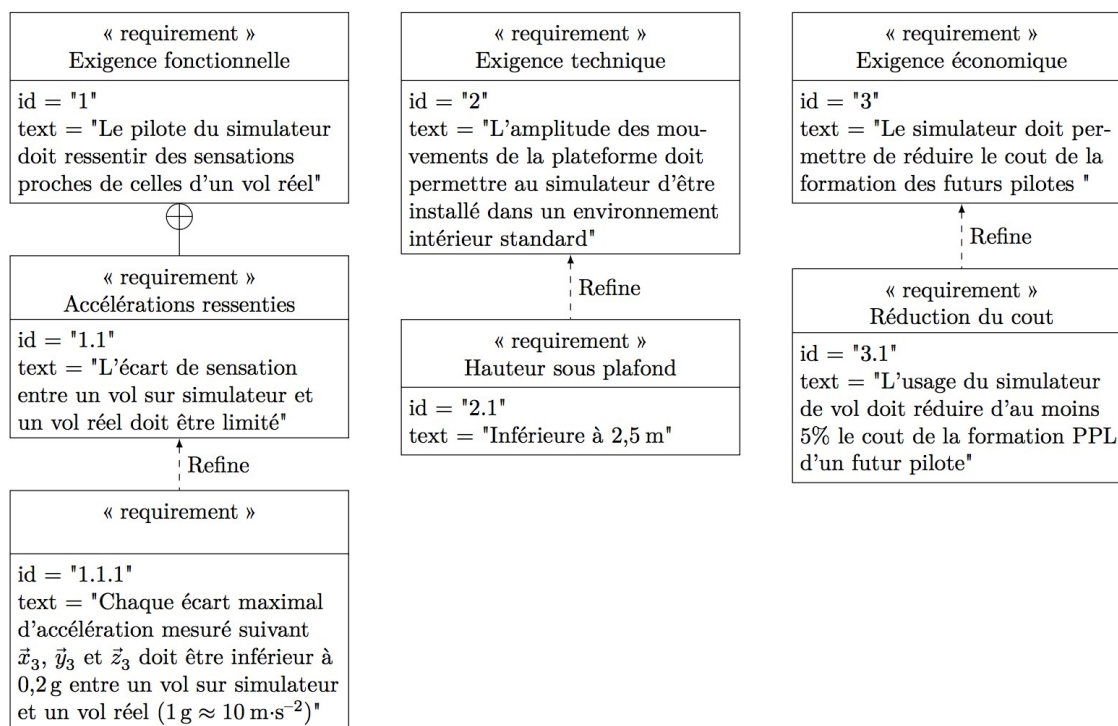 « requirement »
Exigence fonctionnelle
id = "1"
text = "Le pilote du simulateur
doit ressentir des sensations
proches de celles d'un vol réel"
« requirement »
Accélérations ressenties
id = "1.1"
text = "L'écart de sensation
entre un vol sur simulateur et
un vol réel doit être limité"
Refine
« requirement »
id = "1.1.1"
text = "Chaque écart maximal
d'accélération mesuré suivant
x⃗₃, y⃗₃ et z⃗₃ doit être inférieur à
0,2 g entre un vol sur simulateur
et un vol réel (1 g ≈ 10 m·s⁻²)"
« requirement »
Exigence technique
id = "2"
text = "L'amplitude des mou-
vements de la plateforme doit
permettre au simulateur d'être
installé dans un environnement
intérieur standard"
Refine
« requirement »
Hauteur sous plafond
id = "2.1"
text = "Inférieure à 2,5 m"
« requirement »
Exigence économique
id = "3"
text = "Le simulateur doit per-
mettre de réduire le cout de la
formation des futurs pilotes "
Refine
« requirement »
Réduction du cout
id = "3.1"
text = "L'usage du simulateur
de vol doit réduire d'au moins
5% le cout de la formation PPL
d'un futur pilote"